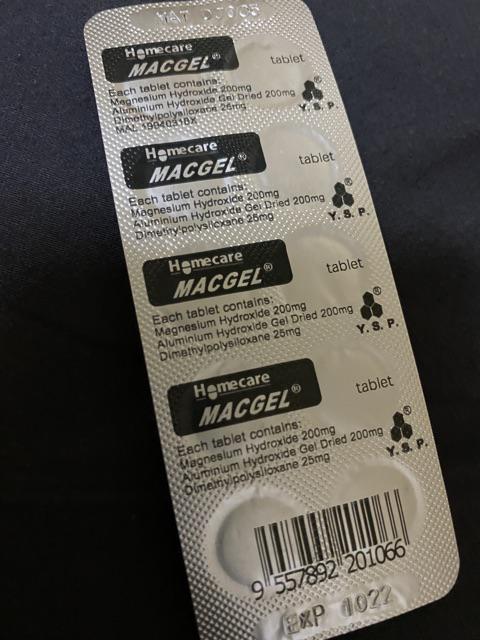 Homecare
MACGEL® tablet
Each tablet contains:
Magnesium Hydroxide 200mg
Aluminium Hydroxide Gel Dried 200mg
Dimethylpolysiloxane 25mg
MAL 19940318X
® Y. S. P.
Homecare
MACGEL® tablet
Each tablet contains:
Magnesium Hydroxide 200mg
Aluminium Hydroxide Gel Dried 200mg
Dimethylpolysiloxane 25mg
® Y. S. P.
Homecare
MACGEL® tablet
Each tablet contains:
Magnesium Hydroxide 200mg
Aluminium Hydroxide Gel Dried 200mg
Dimethylpolysiloxane 25mg
® Y. S. P.
Homecare
MACGEL® tablet
Each tablet contains:
Magnesium Hydroxide 200mg
Aluminium Hydroxide Gel Dried 200mg
Dimethylpolysiloxane 25mg
® Y. S. P.
9 557892 201066
EXP 1022